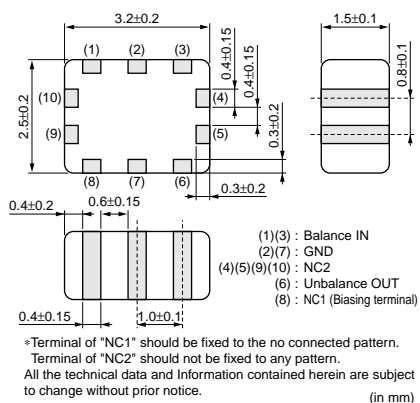 3.2±0.2
1.5±0.1
(1) (2) (3)
0.4±0.15
0.4±0.15
0.8±0.1
2.5±0.2
(10) (4)
(9) (5)
0.3±0.2
(8) (7) (6)
0.3±0.2
0.4±0.2 0.6±0.15
(1)(3) : Balance IN
(2)(7) : GND
(4)(5)(9)(10) : NC2
(6) : Unbalance OUT
(8) : NC1 (Biasing terminal)
0.4±0.15 1.0±0.1
*Terminal of "NC1" should be fixed to the no connected pattern.
Terminal of "NC2" should not be fixed to any pattern.
All the technical data and Information contained herein are subject
to change without prior notice.
(in mm)